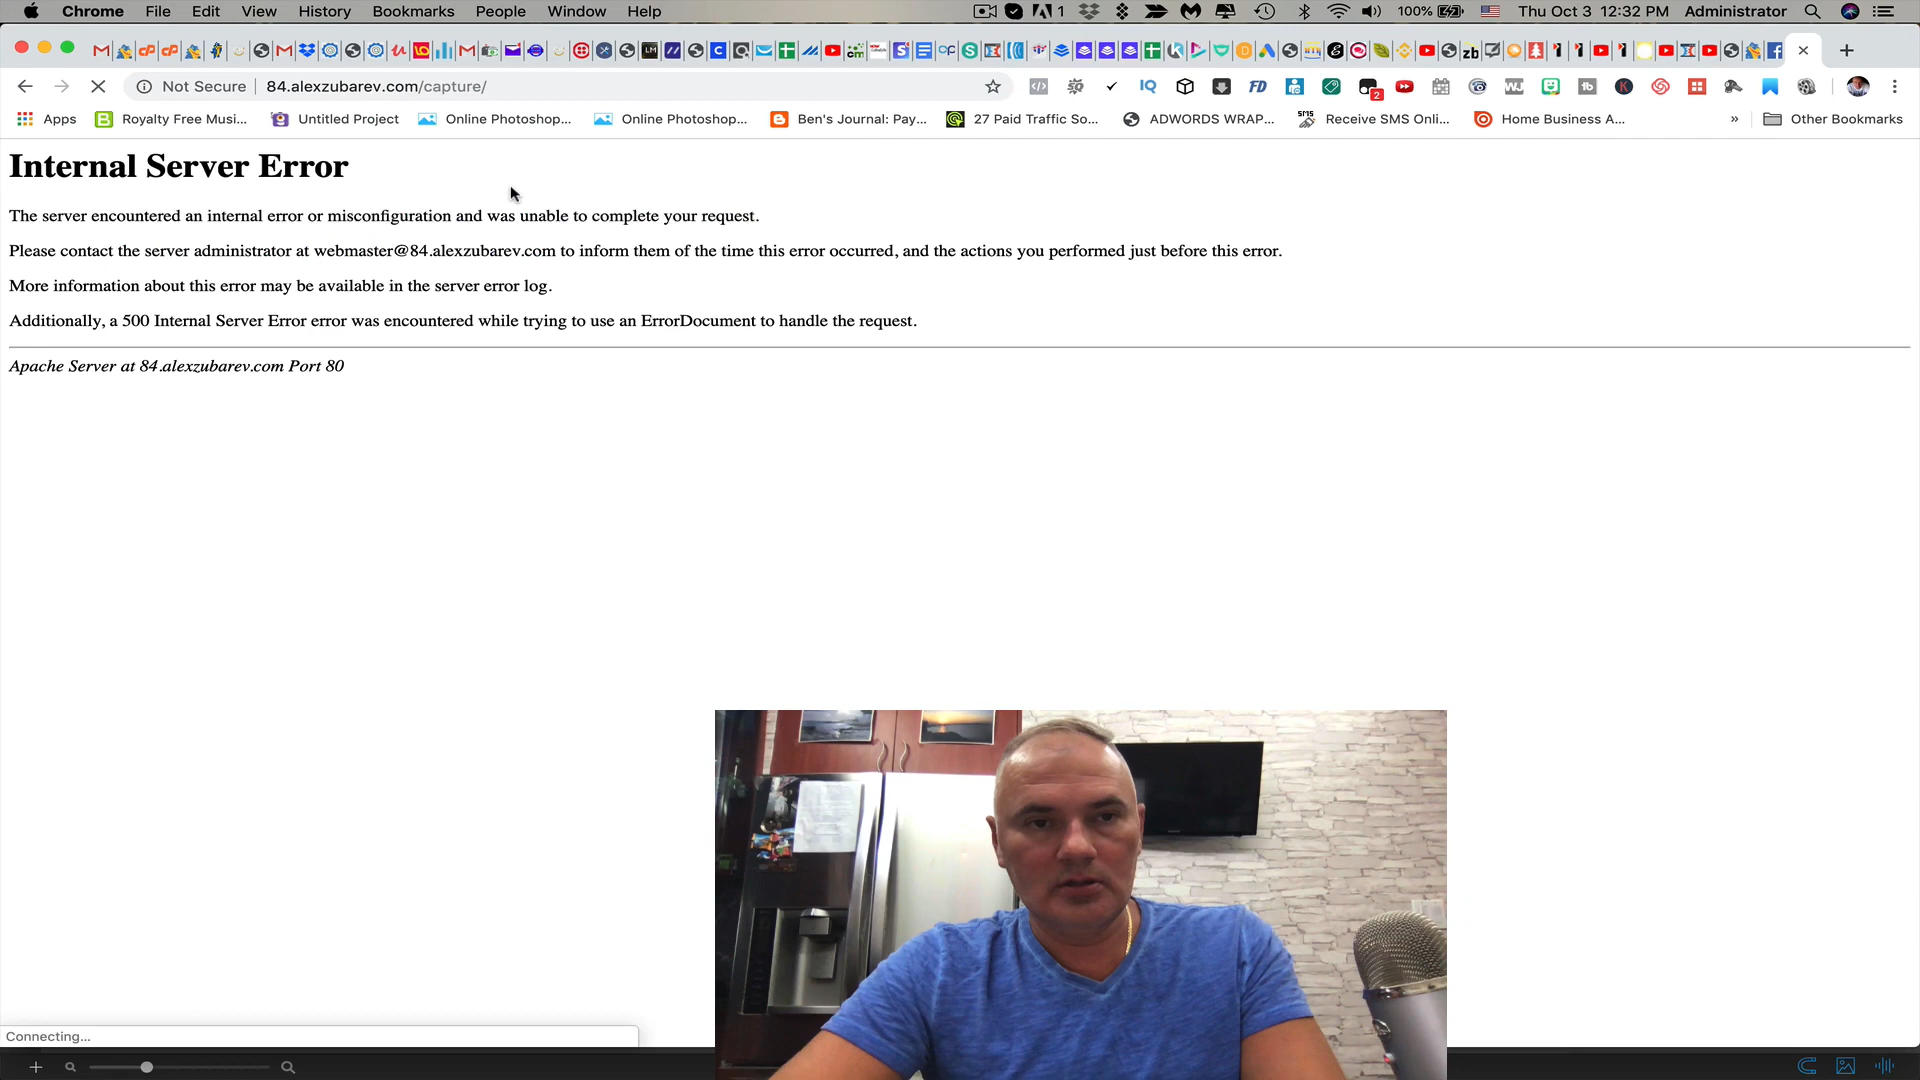 Chrome File Edit View History Bookmarks People Window Help 1 100% Thu Oct 3 12:32 PM Administrator
Not Secure 84.alexzubarev.com/capture/
Apps Royalty Free Musi... Untitled Project Online Photoshop... Online Photoshop... Ben's Journal: Pay... 27 Paid Traffic So... ADWORDS WRAP... Receive SMS Onli... Home Business A... » Other Bookmarks
Internal Server Error
The server encountered an internal error or misconfiguration and was unable to complete your request.
Please contact the server administrator at webmaster@84.alexzubarev.com to inform them of the time this error occurred, and the actions you performed just before this error.
More information about this error may be available in the server error log.
Additionally, a 500 Internal Server Error error was encountered while trying to use an ErrorDocument to handle the request.
Apache Server at 84.alexzubarev.com Port 80
Connecting...